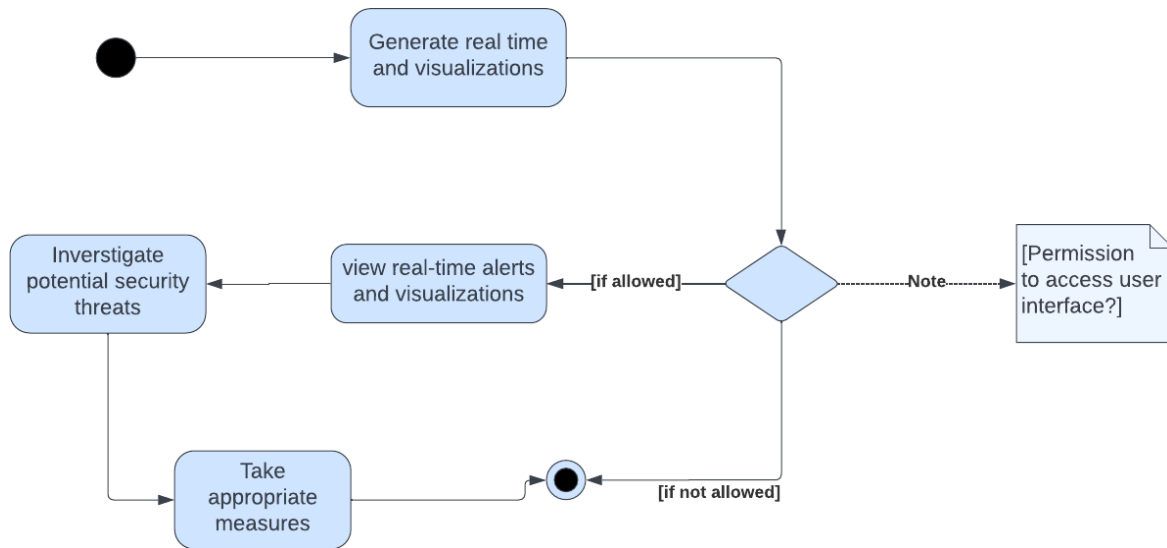 Generate real time
and visualizations
Inverstigate
potential security
threats
view real-time alerts
and visualizations
[if allowed]
Note
[Permission
to access user
interface?]
Take
appropriate
measures
[if not allowed]